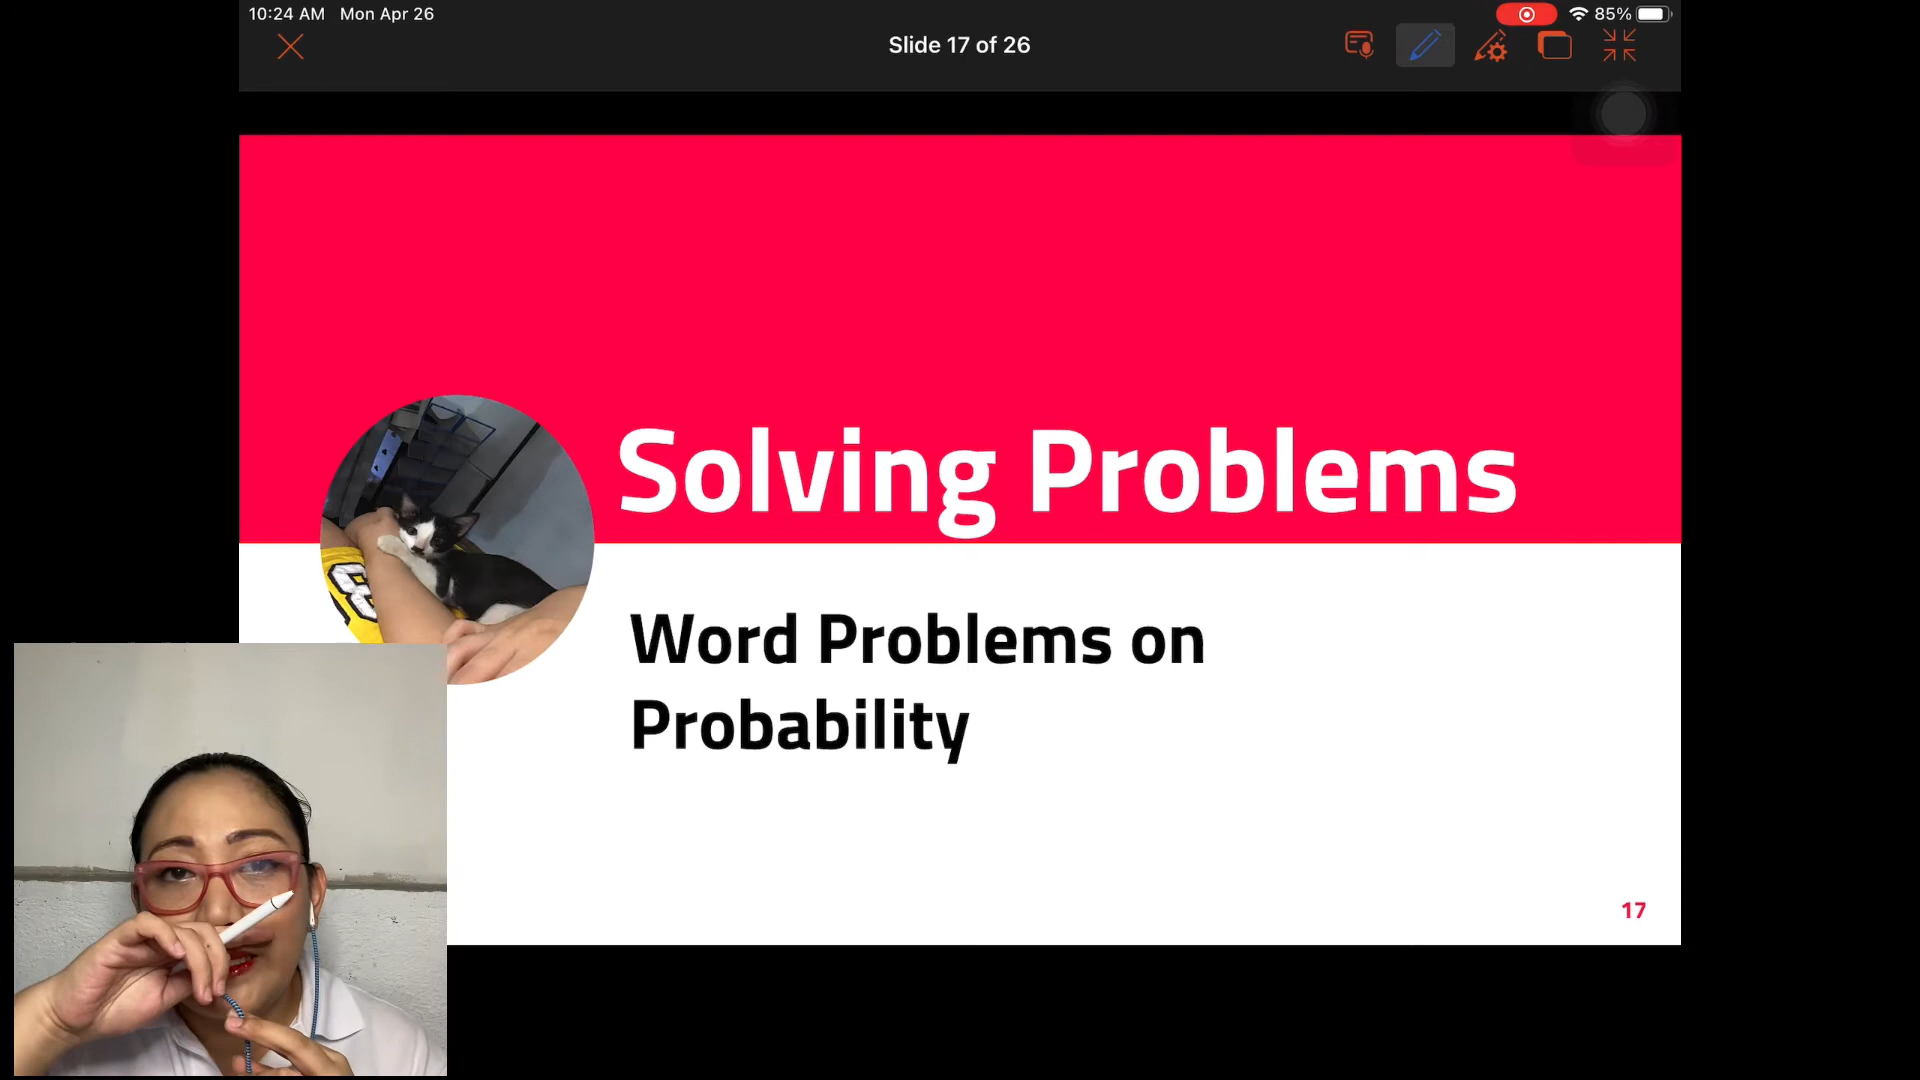 10:24 AM Mon Apr 26
85%
Slide 17 of 26
Solving Problems
Word Problems on
Probability
17